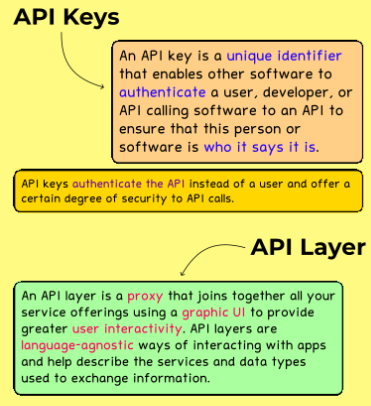 API Keys
An API key is a unique identifier
that enables other software to
authenticate a user, developer, or
API calling software to an API to
ensure that this person or
software is who it says it is.
API keys authenticate the API instead of a user and offer a
certain degree of security to API calls.
API Layer
An API layer is a proxy that joins together all your
service offerings using a graphic UI to provide
greater user interactivity. API layers are
language-agnostic ways of interacting with apps
and help describe the services and data types
used to exchange information.